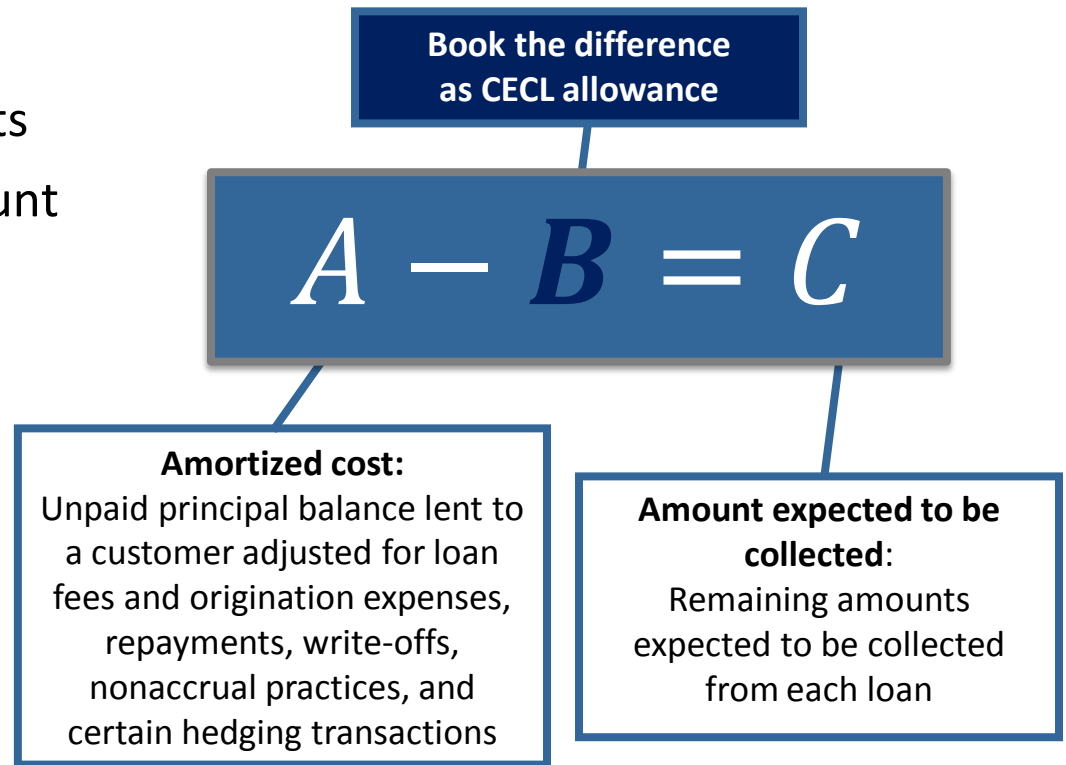 Book the difference
as CECL allowance
ts
unt
A − B = C
Amortized cost:
Unpaid principal balance lent to
a customer adjusted for loan
fees and origination expenses,
repayments, write-offs,
nonaccrual practices, and
certain hedging transactions
Amount expected to be
collected:
Remaining amounts
expected to be collected
from each loan